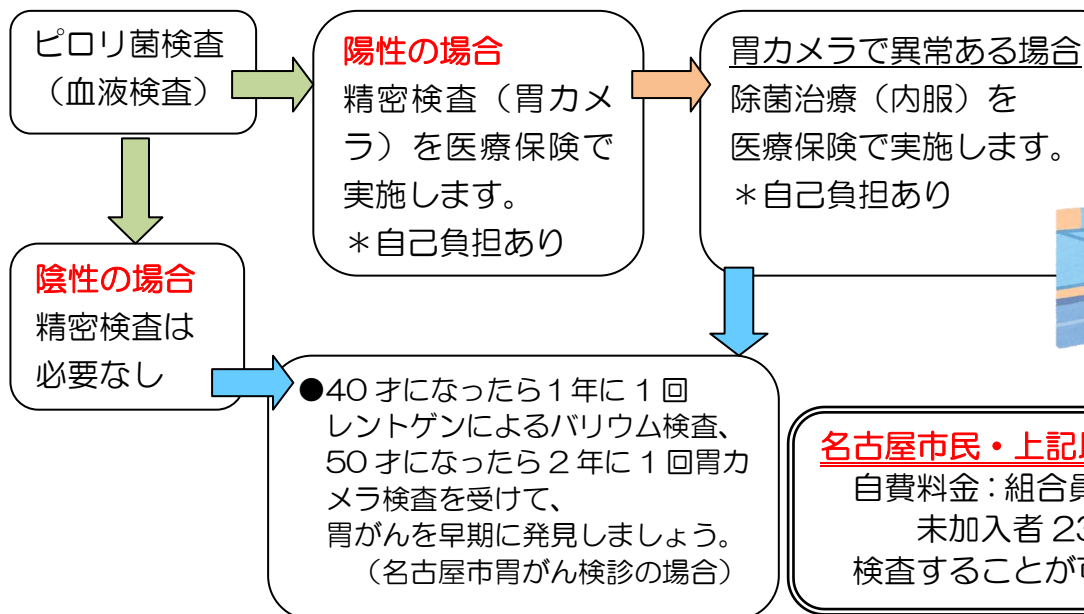 ピロリ菌検査
（血液検査）
陽性の場合
精密検査（胃カメ
ラ）を医療保険で
実施します。
＊自己負担あり
胃カメラで異常ある場合
除菌治療（内服）を
医療保険で実施します。
＊自己負担あり
陰性の場合
精密検査は
必要なし
●40才になったら１年に１回
レントゲンによるバリウム検査、
50才になったら２年に１回胃カ
メラ検査を受けて、
胃がんを早期に発見しましょう。
（名古屋市胃がん検診の場合）
名古屋市民・上記
自費料金：組合員
未加入者 23
検査することが